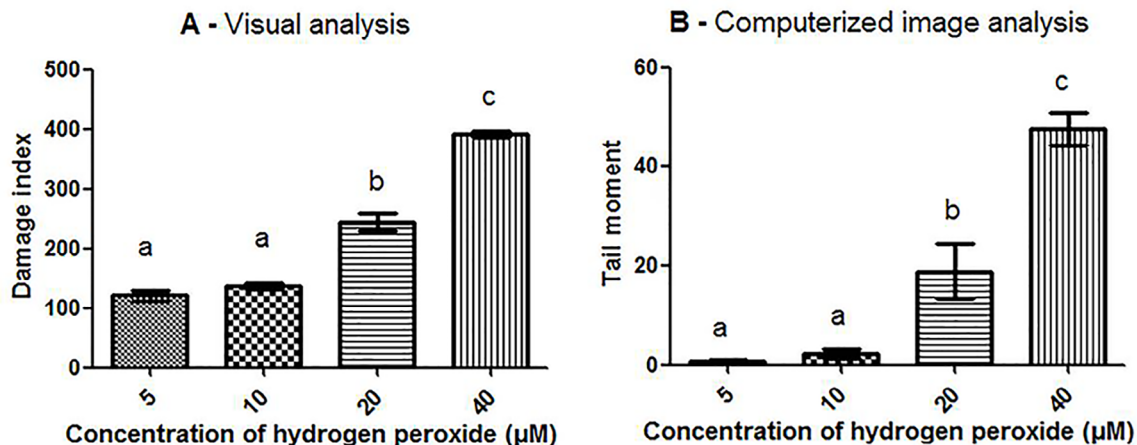 A - Visual analysis
500
400
300
200
100
0
Damage index
a
a
b
c
5
10
20
40
Concentration of hydrogen peroxide (µM)
B - Computerized image analysis
60
40
20
0
Tail moment
a
a
b
c
5
10
20
40
Concentration of hydrogen peroxide (µM)